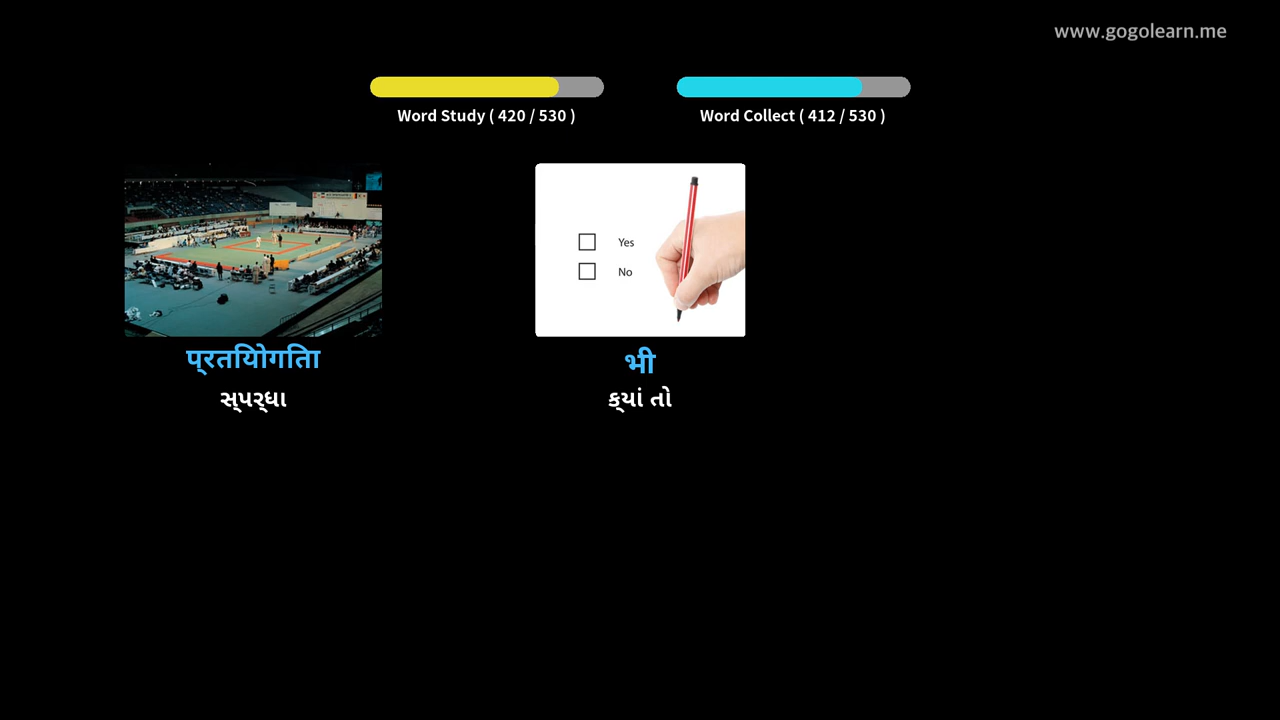 www.gogolearn.me
Word Study ( 420 / 530 )
Word Collect ( 412 / 530 )
Yes
No
प्रतियोगिता
સ્પર્ધા
भी
ક્યાં તો